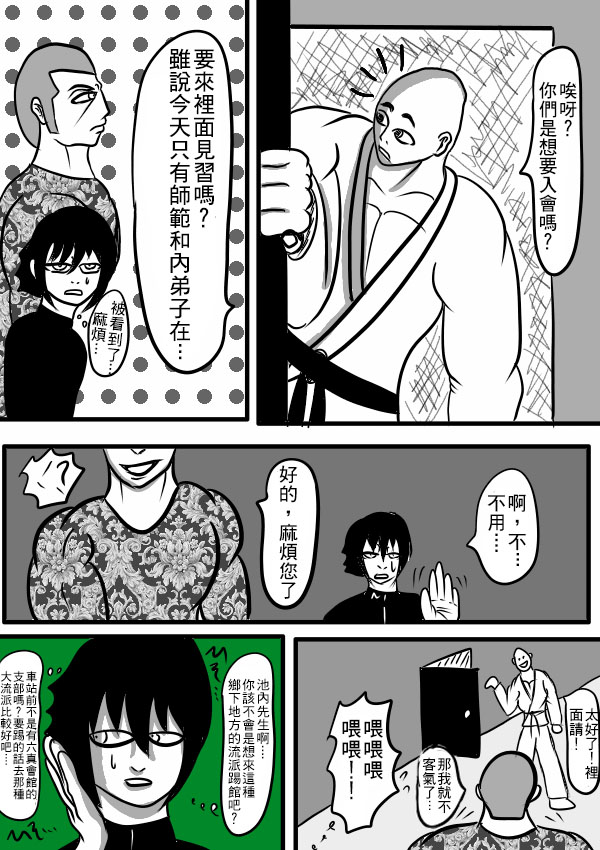 唉呀？
你們是想要入會嗎？
要來裡面見習嗎？
雖說今天只有師範和內弟子在…
被看到了…
麻煩…
啊，不…
不用…
好的，麻煩您了
？
太好了！裡
面請！
那我就不
客氣了…
喂喂喂
喂喂！！
池內先生啊…
你該不會是想來這種
鄉下地方的流派踢館吧？
車站前不是有六真會館的
支部嗎？要踢的話去那種
大流派比較好吧…